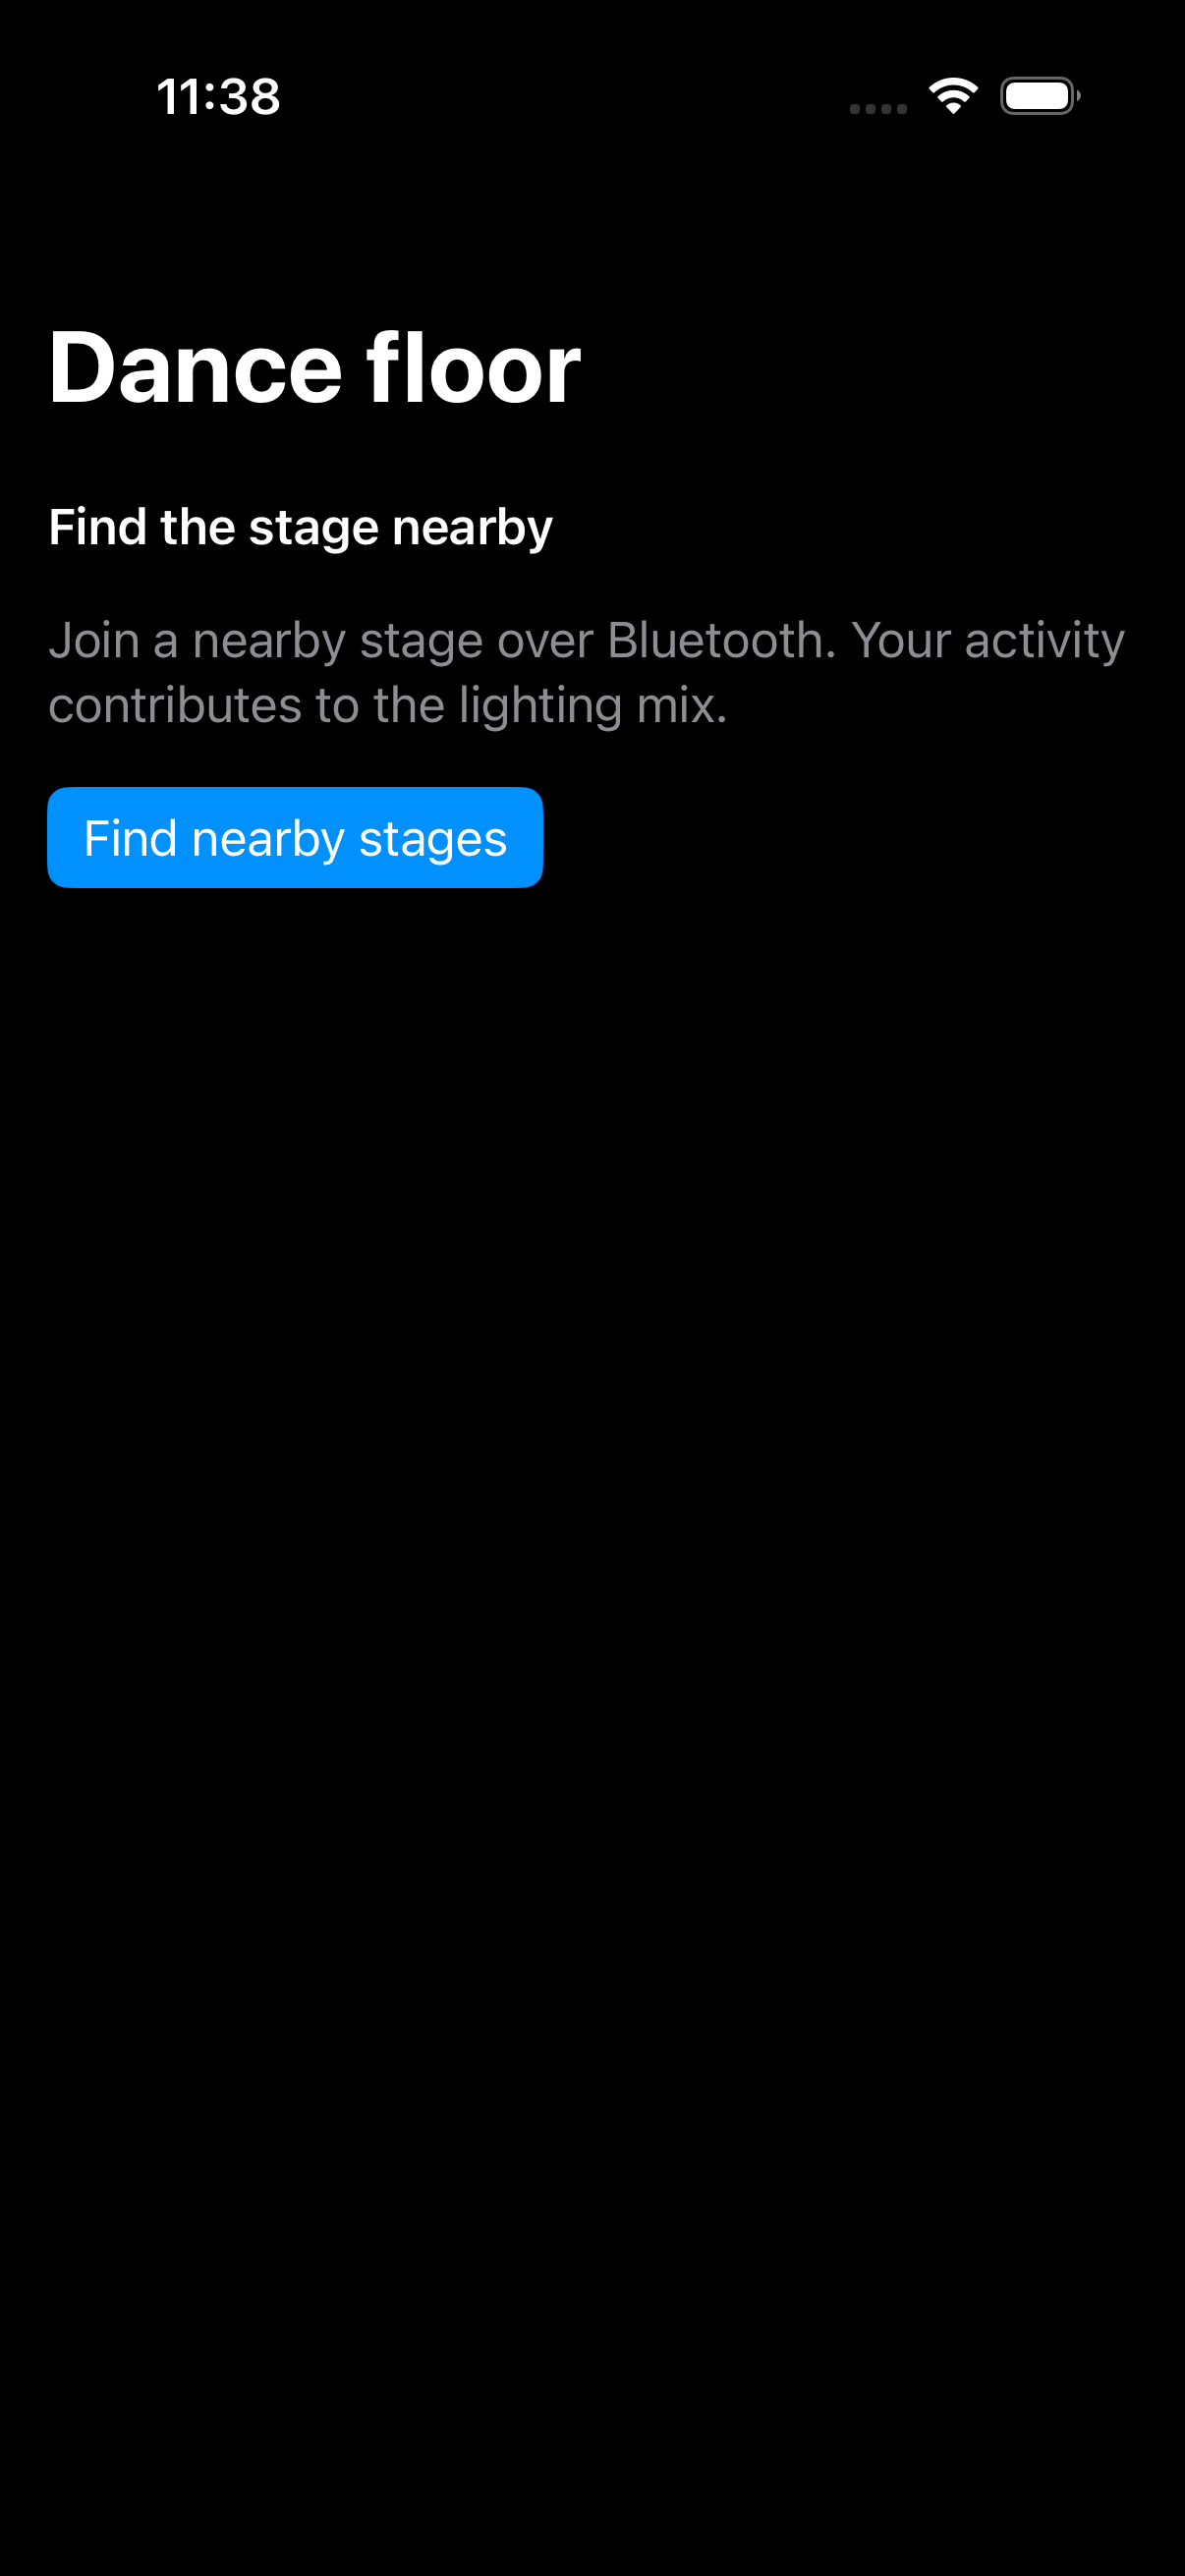 11:38
Dance floor
Find the stage nearby
Join a nearby stage over Bluetooth. Your activity
contributes to the lighting mix.
Find nearby stages